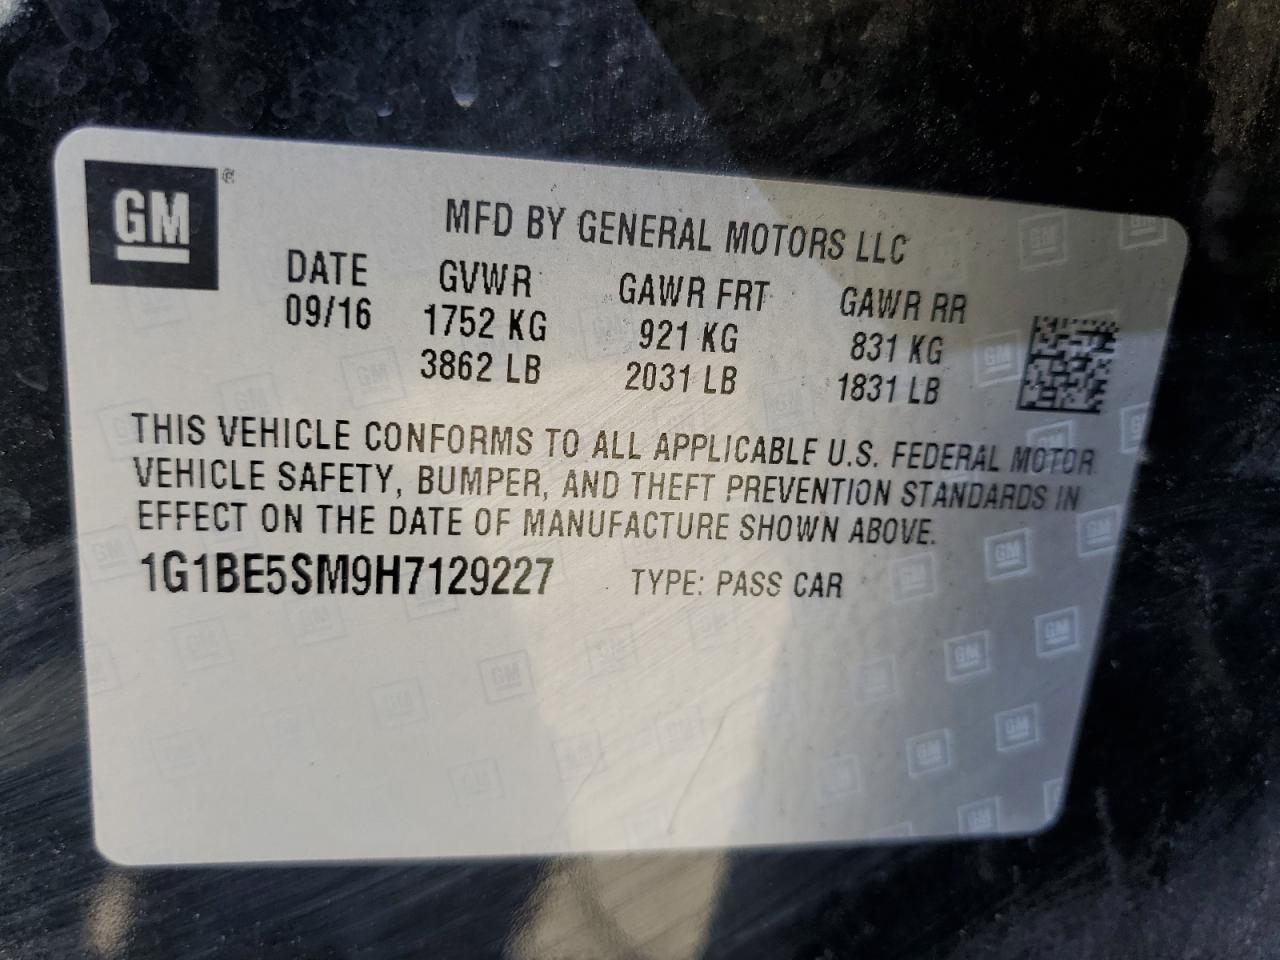 GM
MFD BY GENERAL MOTORS LLC
DATE GVWR GAWR FRT GAWR RR
09/16 1752 KG 921 KG 831 KG
3862 LB 2031 LB 1831 LB
THIS VEHICLE CONFORMS TO ALL APPLICABLE U.S. FEDERAL MOTOR
VEHICLE SAFETY, BUMPER, AND THEFT PREVENTION STANDARDS IN
EFFECT ON THE DATE OF MANUFACTURE SHOWN ABOVE.
1G1BE5SM9H7129227 TYPE: PASS CAR